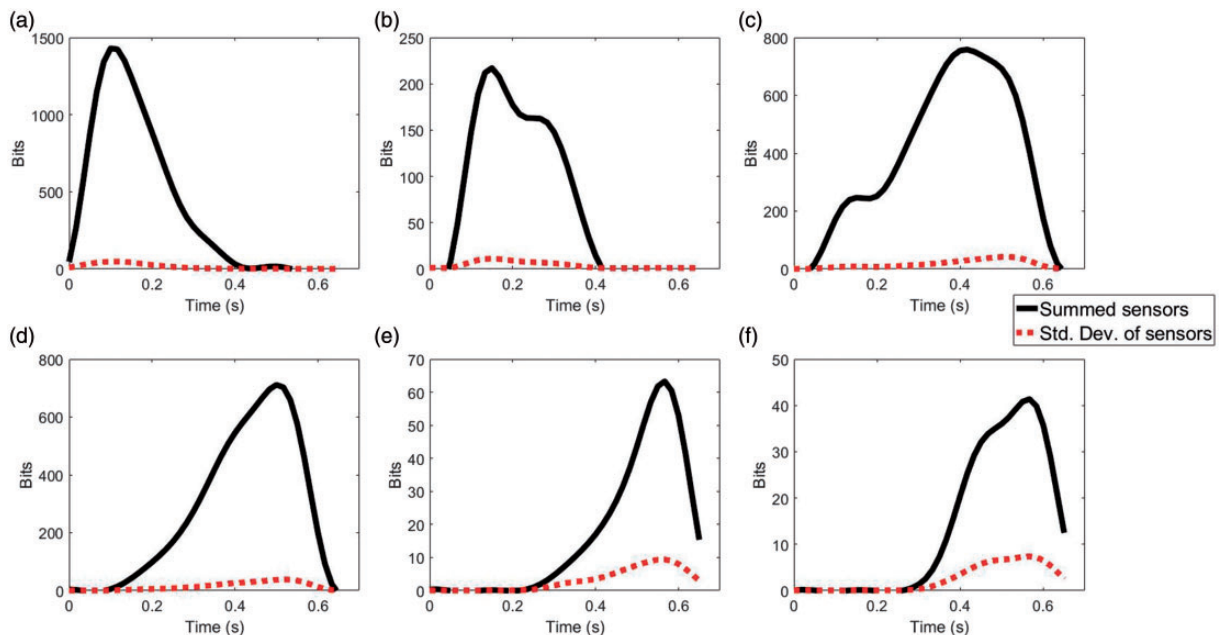 (a) (b) (c)
1500 250 800
1000 200 600
500 150 400
0 100 200
50 0
0
Bits Bits Bits
0 0.2 0.4 0.6 0 0.2 0.4 0.6 0 0.2 0.4 0.6
Time (s) Time (s) Time (s)
Summed sensors
Std. Dev. of sensors
(d) (e) (f)
800 70 50
600 60 40
400 50 30
200 40 20
0 30 10
20 0
10
0
Bits Bits Bits
0 0.2 0.4 0.6 0 0.2 0.4 0.6 0 0.2 0.4 0.6
Time (s) Time (s) Time (s)